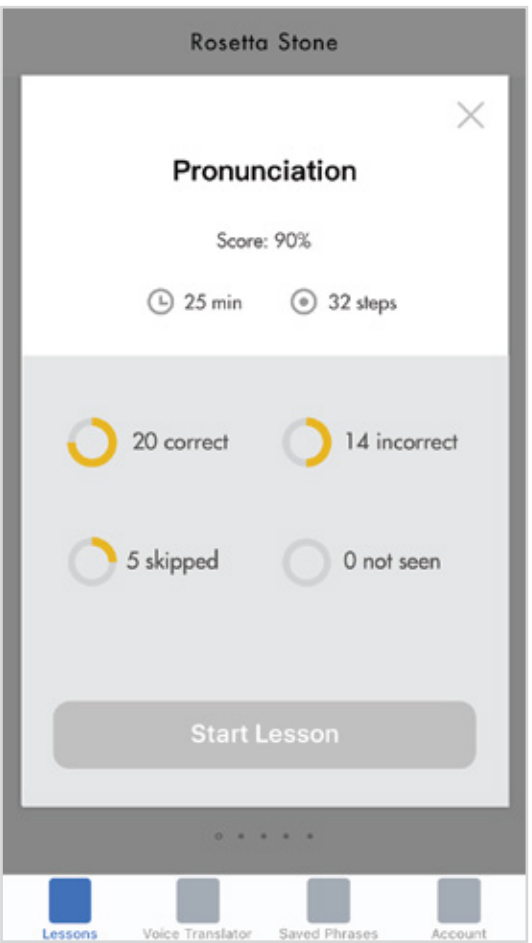 Rosetta Stone
Pronunciation
Score: 90%
25 min 32 steps
20 correct 14 incorrect
5 skipped 0 not seen
Start Lesson
Lessons Voice Translator Saved Phrases Account